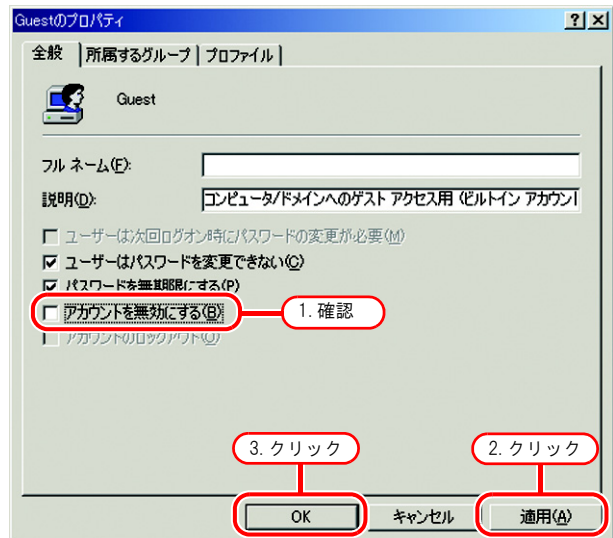 Guestのプロパティ
全般 所属するグループ プロファイル
Guest
フル ネーム(F):
説明(D): コンピュータ/ドメインへのゲスト アクセス用 (ビルトイン アカウント
ユーザーは次回ログオン時にパスワードの変更が必要(M)
ユーザーはパスワードを変更できない(C)
パスワードを無期限にする(P)
アカウントを無効にする(B) 1. 確認
アカウントのロックアウト(O)
3. クリック 2. クリック
OK キャンセル 適用(A)